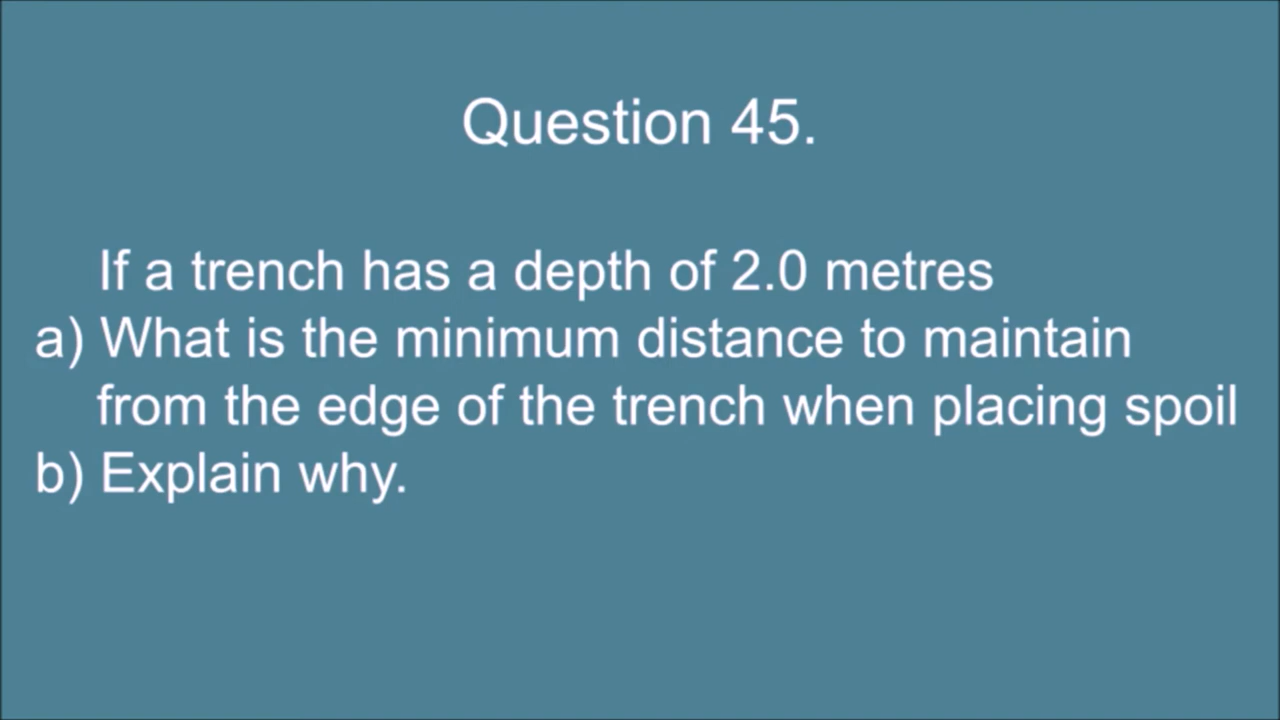 Question 45.
If a trench has a depth of 2.0 metres
a) What is the minimum distance to maintain
from the edge of the trench when placing spoil
b) Explain why.